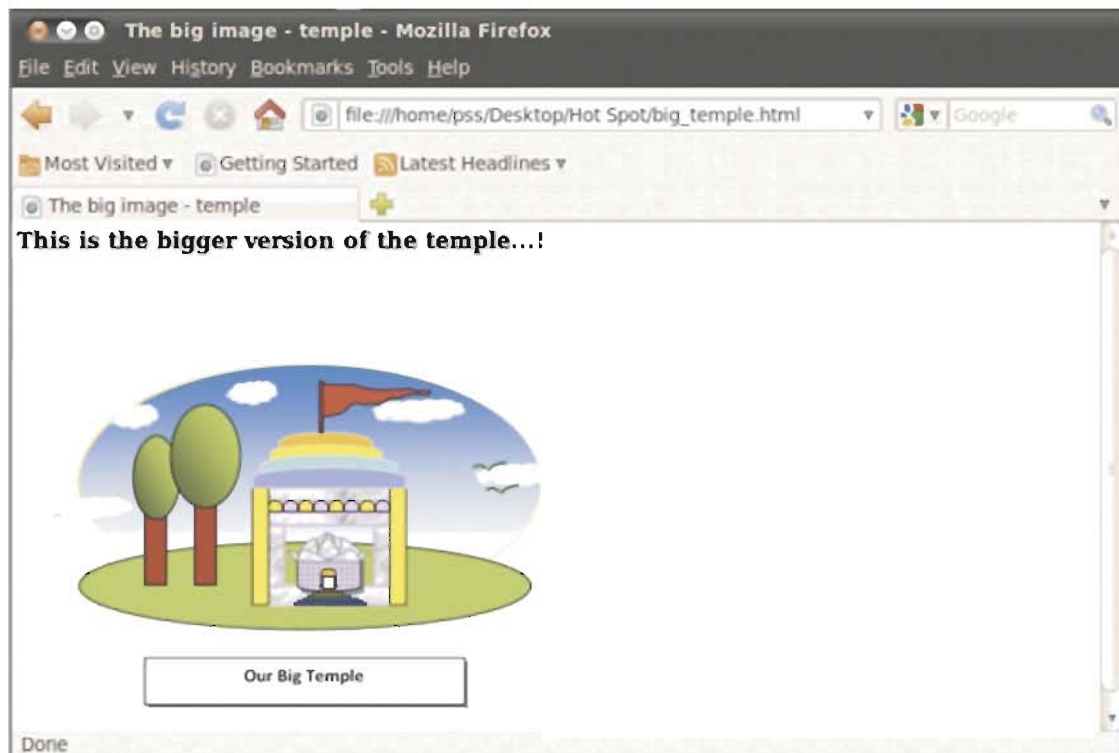 The big image - temple - Mozilla Firefox
File Edit View History Bookmarks Tools Help
file:///home/pss/Desktop/Hot Spot/big_temple.html Google
Most Visited Getting Started Latest Headlines
The big image - temple
This is the bigger version of the temple...!
Our Big Temple
Done